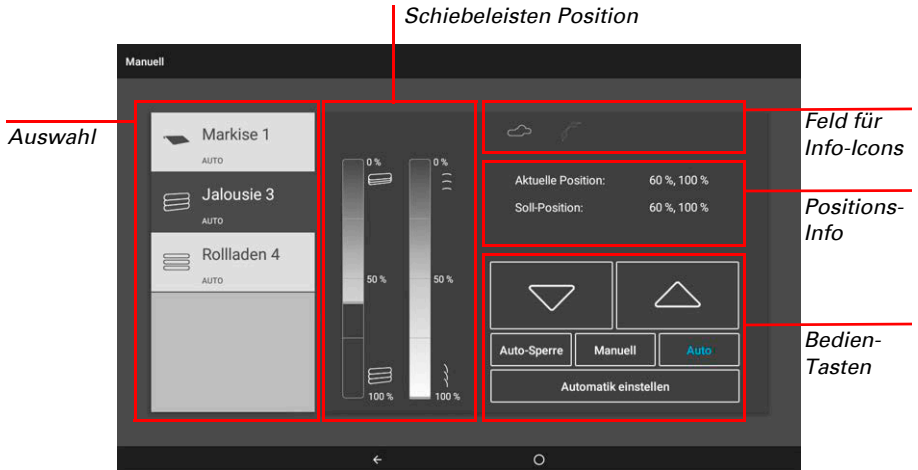 Schiebeleisten Position
Manuell
Auswahl
Markise 1
AUTO
Jalousie 3
AUTO
Rollladen 4
AUTO
0 %
0 %
50 %
50 %
100 %
100 %
Feld für
Info-Icons
Aktuelle Position: 60 %, 100 %
Soll-Position: 60 %, 100 %
Positions-
Info
Auto-Sperre Manuell Auto
Automatik einstellen
Bedien-
Tasten